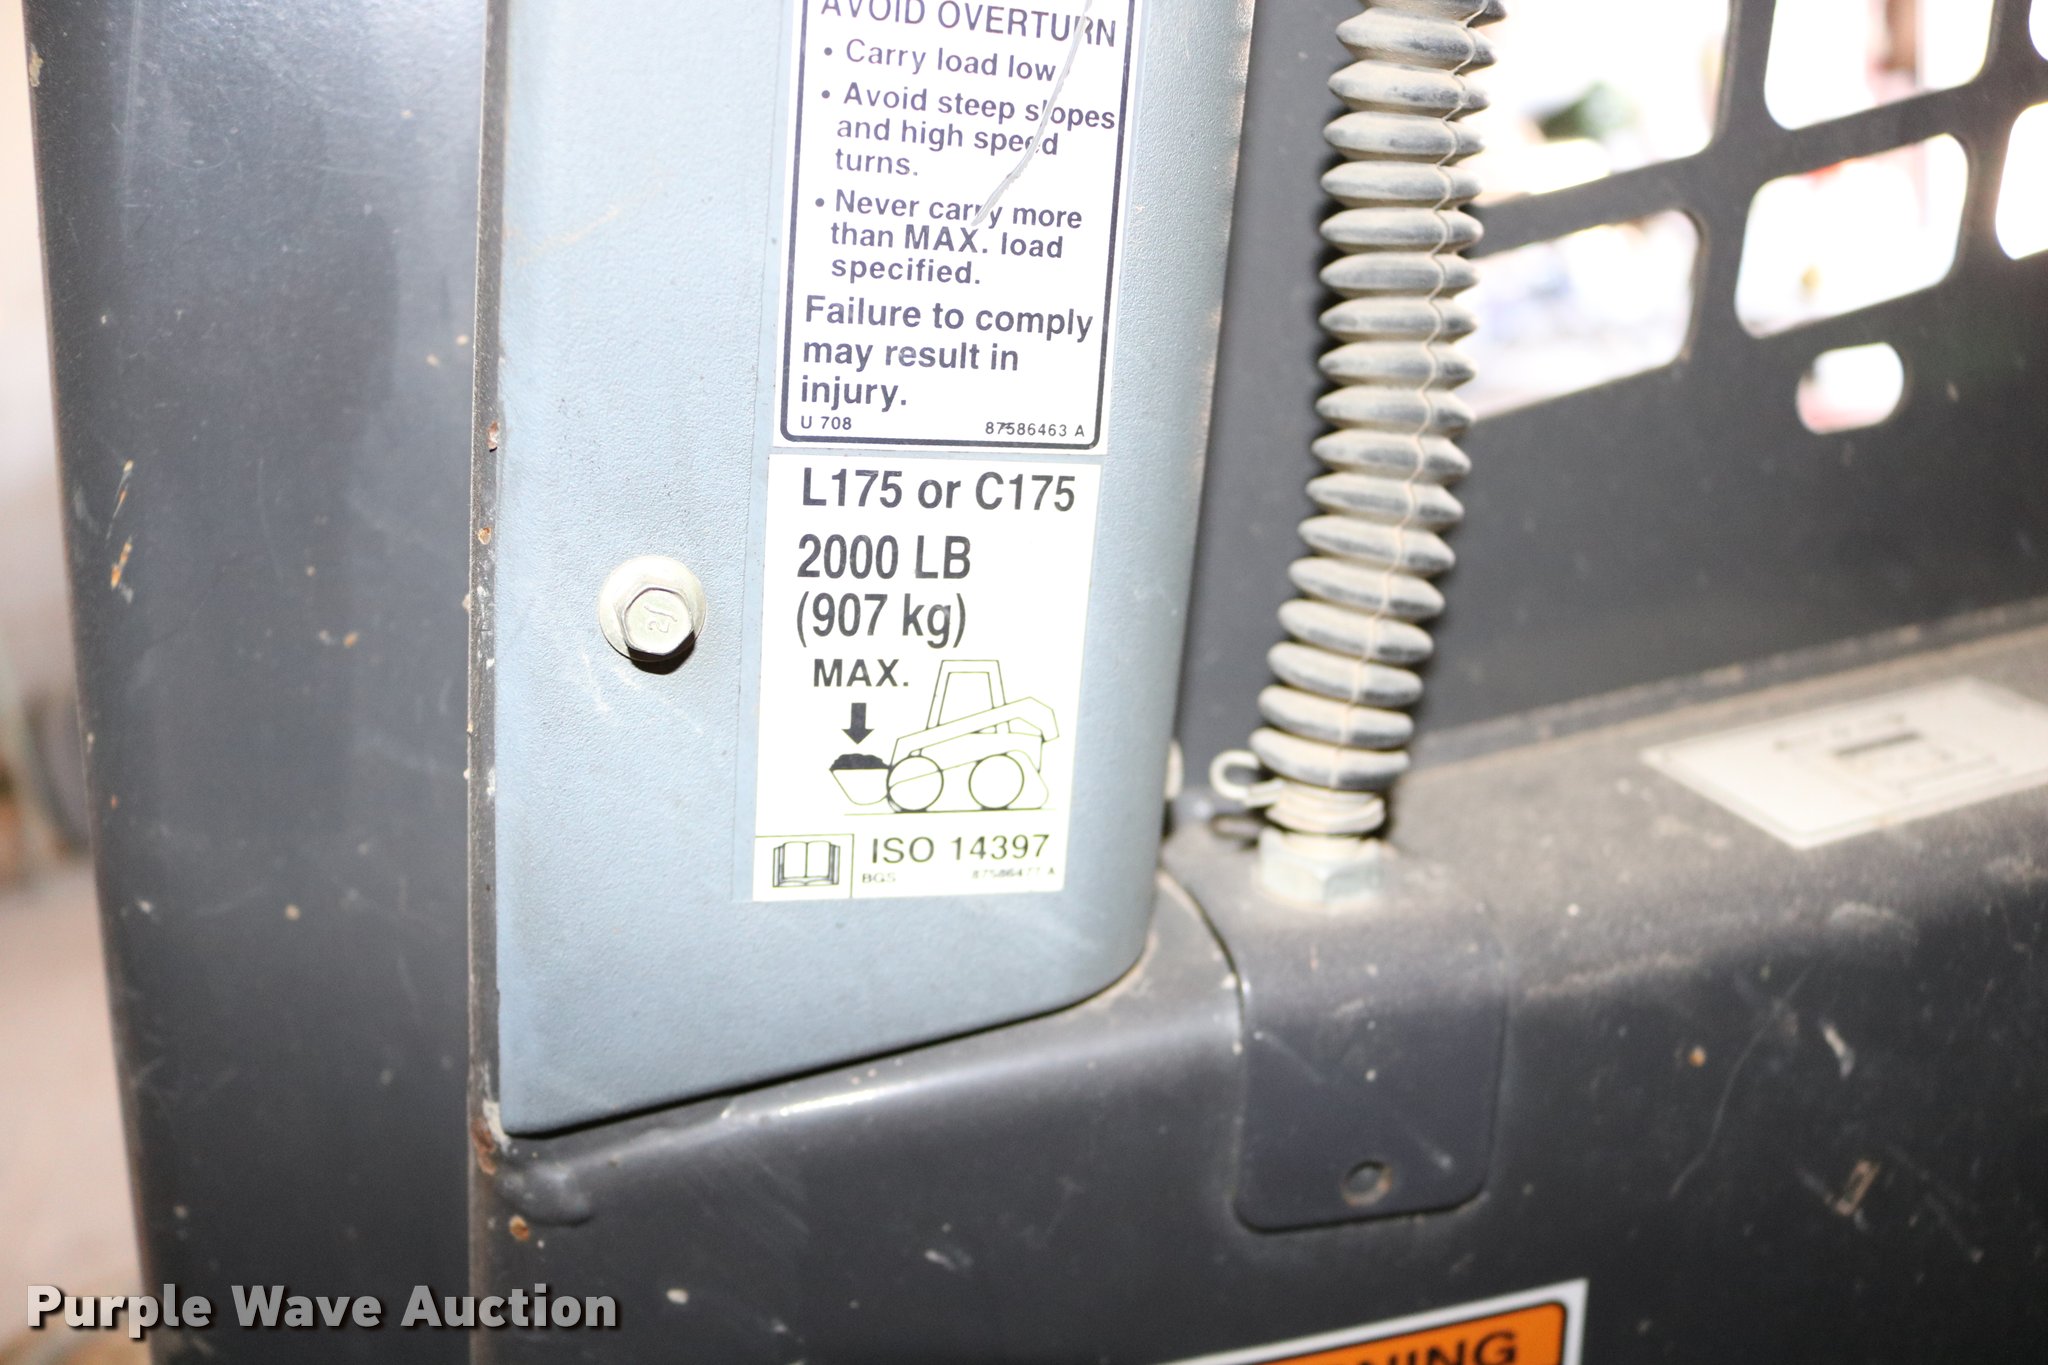 AVOID OVERTURN
• Carry load low
• Avoid steep slopes
and high speed
turns.
• Never carry more
than MAX. load
specified.
Failure to comply
may result in
injury.
U 708 87586463 A
L175 or C175
2000 LB
(907 kg)
MAX.
ISO 14397
BGS
Purple Wave Auction